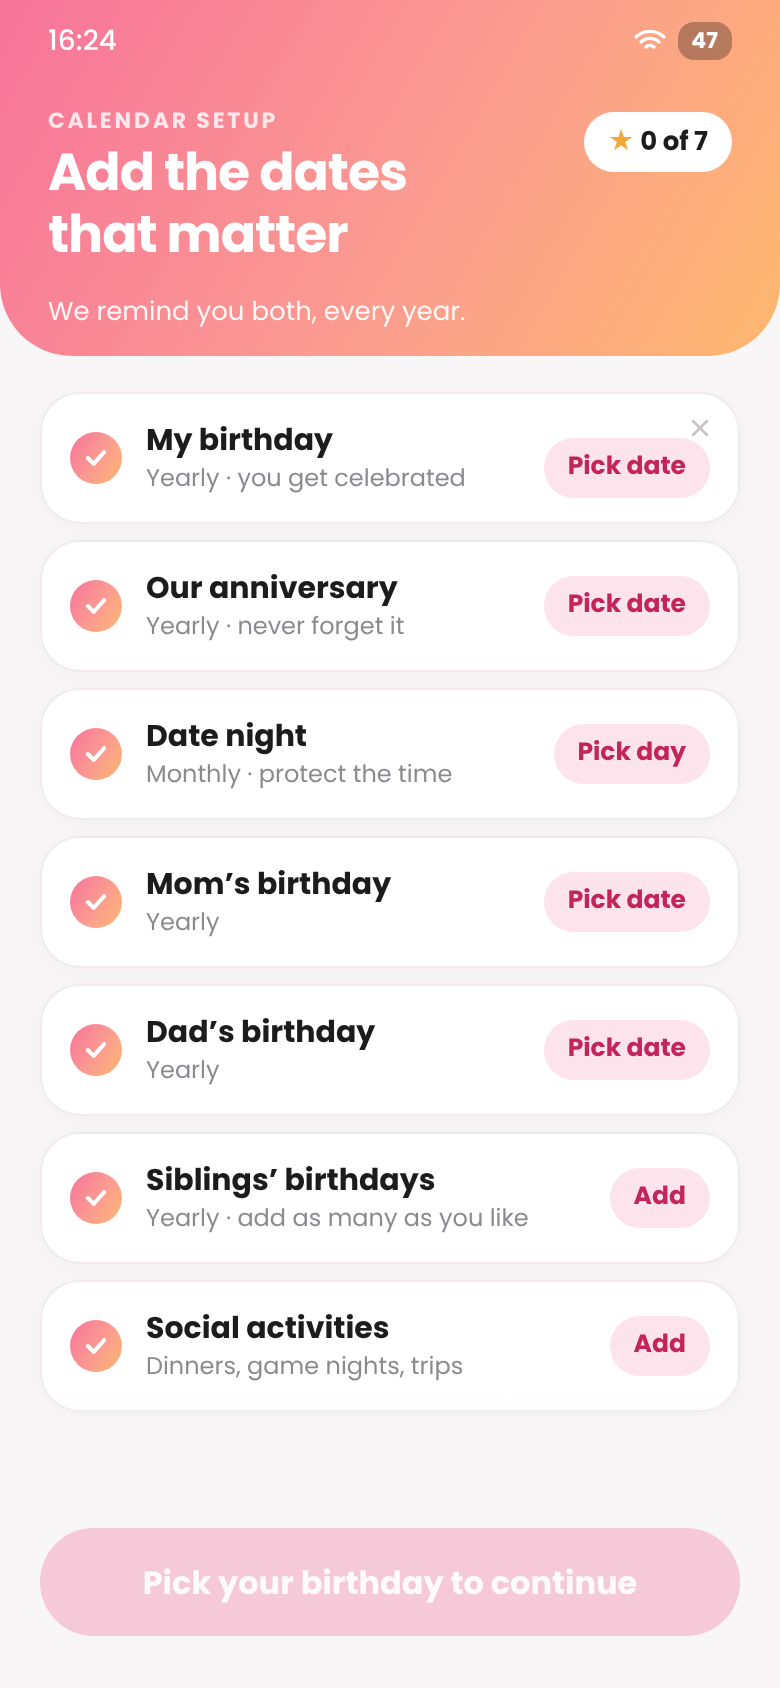 16:24
47
CALENDAR SETUP
★ 0 of 7
Add the dates
that matter
We remind you both, every year.
My birthday
Yearly · you get celebrated
Pick date
Our anniversary
Yearly · never forget it
Pick date
Date night
Monthly · protect the time
Pick day
Mom’s birthday
Yearly
Pick date
Dad’s birthday
Yearly
Pick date
Siblings’ birthdays
Yearly · add as many as you like
Add
Social activities
Dinners, game nights, trips
Add
Pick your birthday to continue